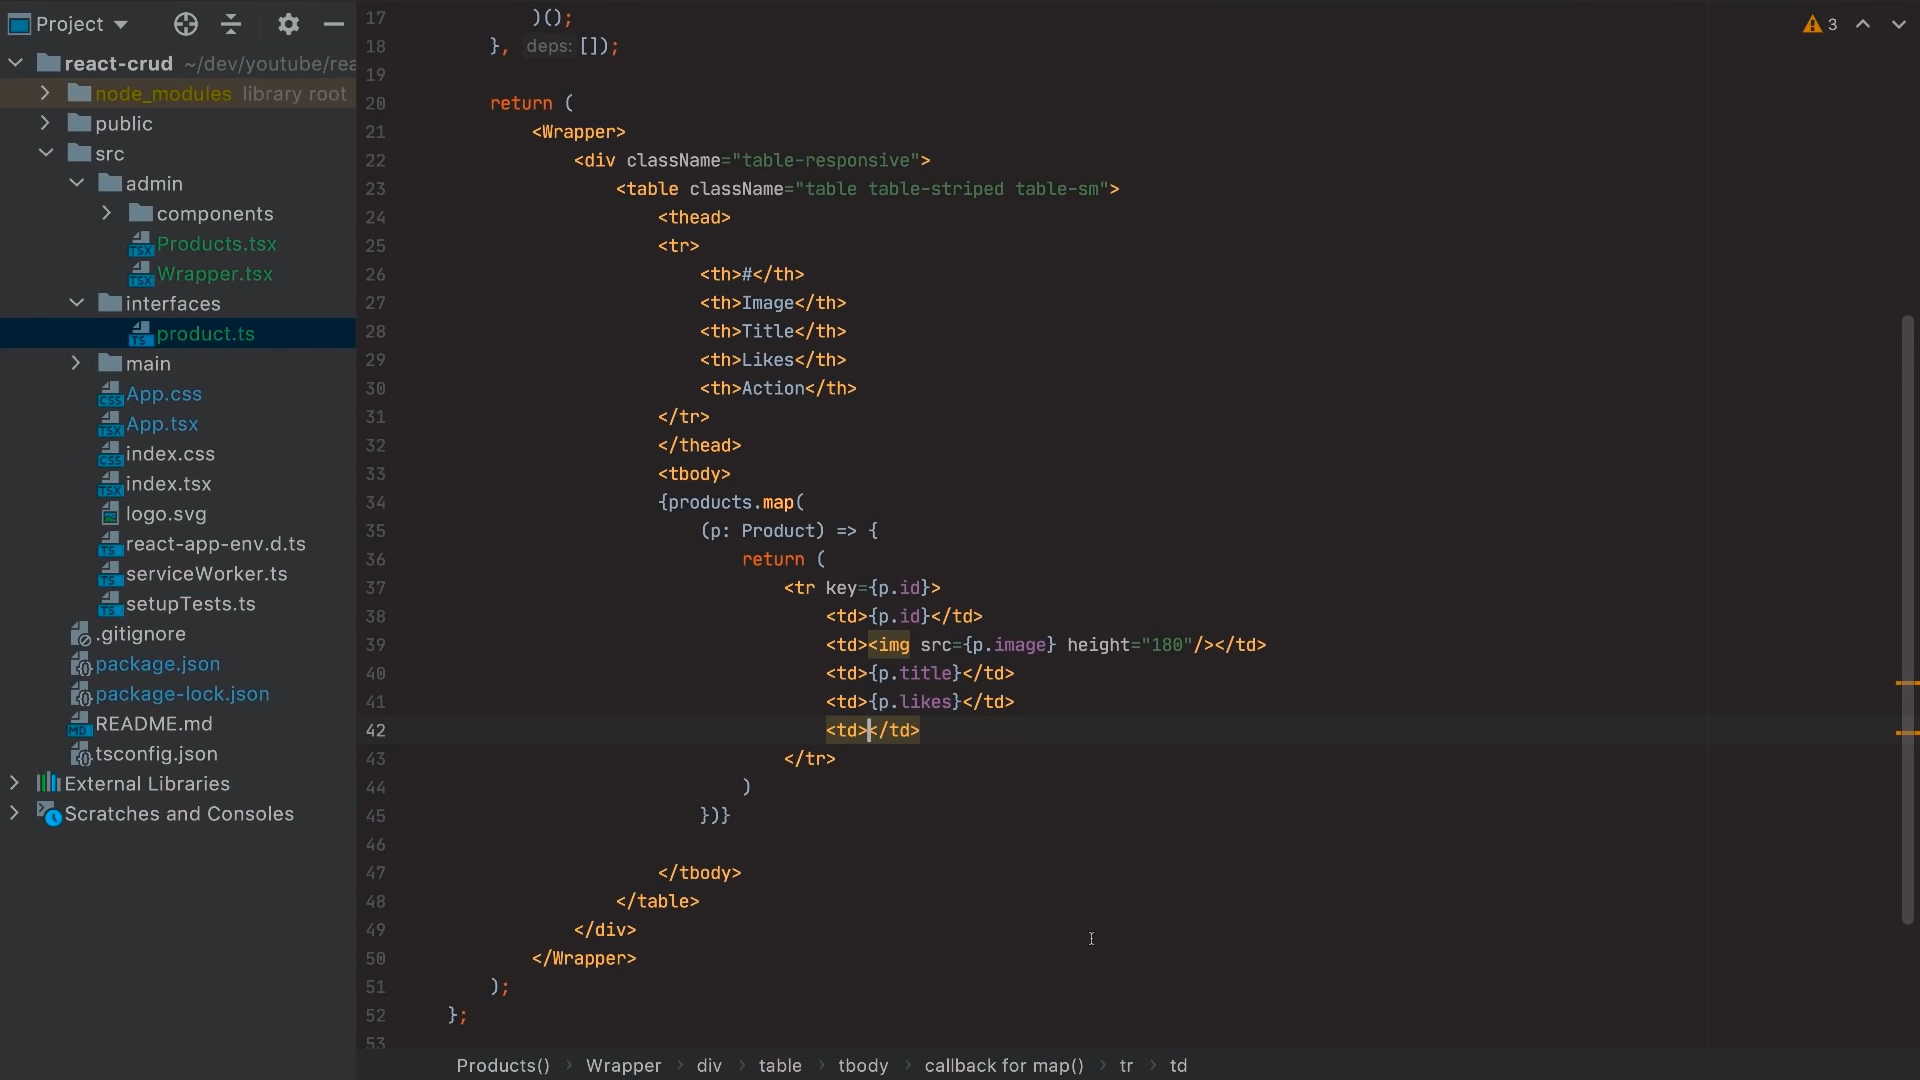 Project
react-crud ~/dev/youtube/rea
node_modules library root
public
src
admin
components
Products.tsx
Wrapper.tsx
interfaces
product.ts
main
App.css
App.tsx
index.css
index.tsx
logo.svg
react-app-env.d.ts
serviceWorker.ts
setupTests.ts
.gitignore
package.json
package-lock.json
README.md
tsconfig.json
External Libraries
Scratches and Consoles
3
17 )();
18 }, deps: []);
19
20 return (
21 <Wrapper>
22 <div className="table-responsive">
23 <table className="table table-striped table-sm">
24 <thead>
25 <tr>
26 <th>#</th>
27 <th>Image</th>
28 <th>Title</th>
29 <th>Likes</th>
30 <th>Action</th>
31 </tr>
32 </thead>
33 <tbody>
34 {products.map(
35 (p: Product) => {
36 return (
37 <tr key={p.id}>
38 <td>{p.id}</td>
39 <td><img src={p.image} height="180"/></td>
40 <td>{p.title}</td>
41 <td>{p.likes}</td>
42 <td></td>
43 </tr>
44 )
45 })}
46
47 </tbody>
48 </table>
49 </div>
50 </Wrapper>
51 );
52 };
53
Products() > Wrapper > div > table > tbody > callback for map() > tr > td